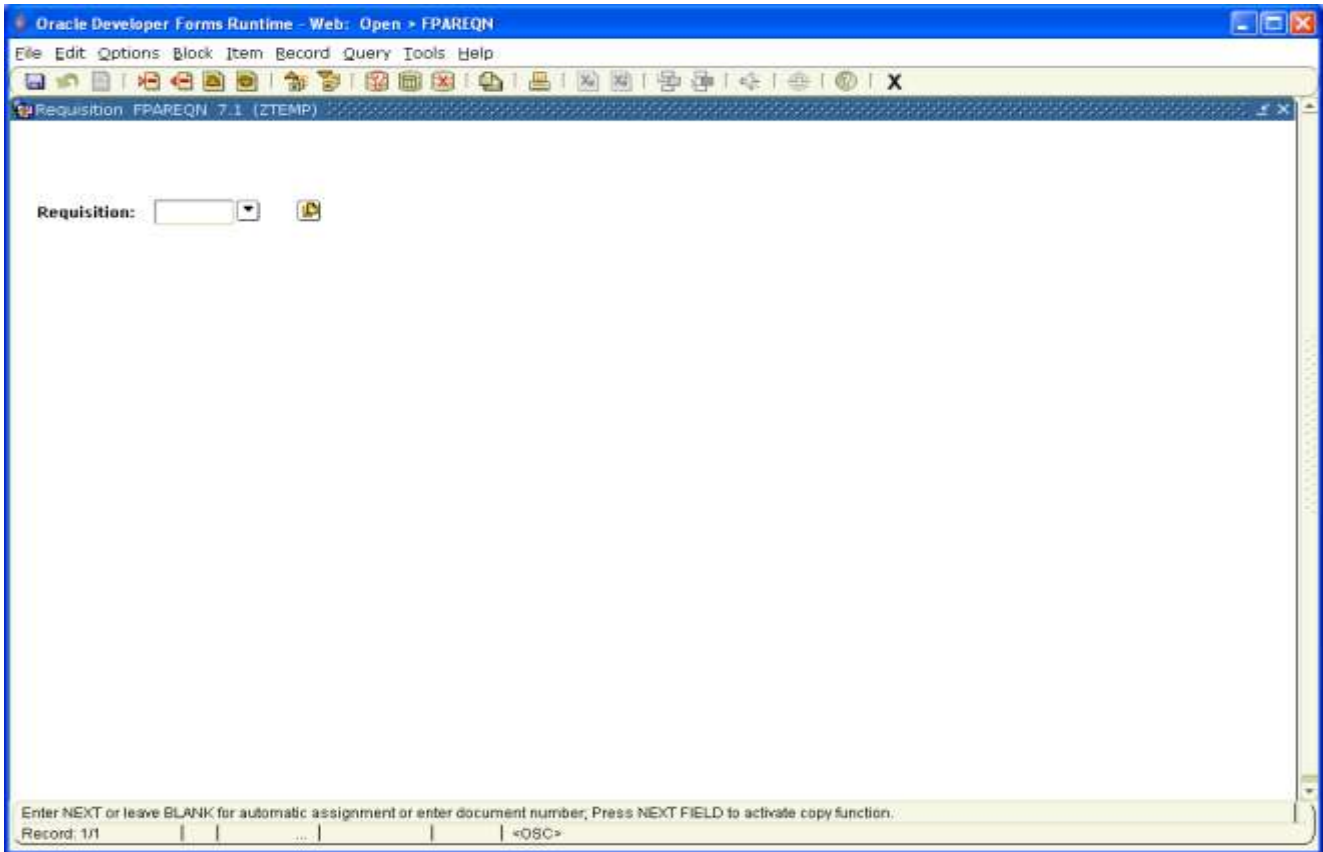 Oracle Developer Forms Runtime - Web: Open > FPAREQN
File Edit Options Block Item Record Query Tools Help
Requisition FPAREQN 7.1 (ZTEMP)
Requisition:
Enter NEXT or leave BLANK for automatic assignment or enter document number; Press NEXT FIELD to activate copy function.
Record: 1/1 ... <OSC>